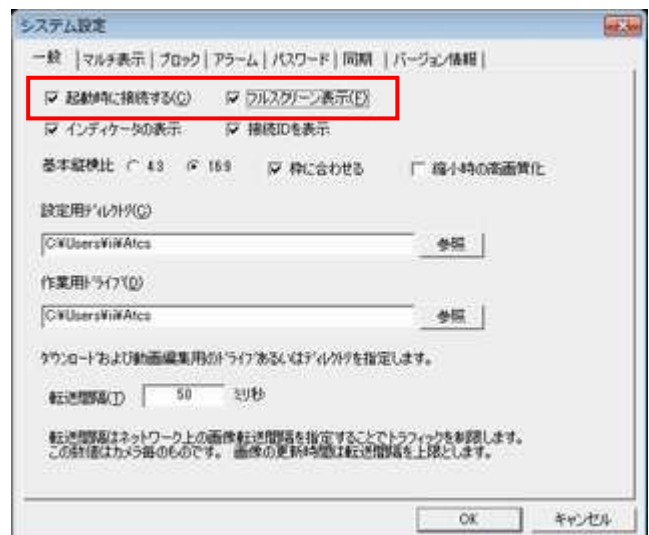 システム設定
一般 | マルチ表示 | ブロック | アラーム | パスワード | 同期 | バージョン情報 |
起動時に接続する(C) フルスクリーン表示(F)
インディケータの表示 接続IDを表示
基本縦横比 4:3 16:9 枠に合わせる 縮小時の高画質化
設定用ディレクトリ(G)
C:¥Users¥ii¥Atcs 参照
作業用ドライブ(D)
C:¥Users¥ii¥Atcs 参照
ダウンロードおよび動画編集用のドライブあるいはディレクトリを指定します。
転送間隔(T) 50 ミリ秒
転送間隔はネットワーク上の画像転送間隔を指定することでトラフィックを制限します。
この数値はカメラ毎のものです。 画像の更新時間は転送間隔を上限とします。
OK キャンセル